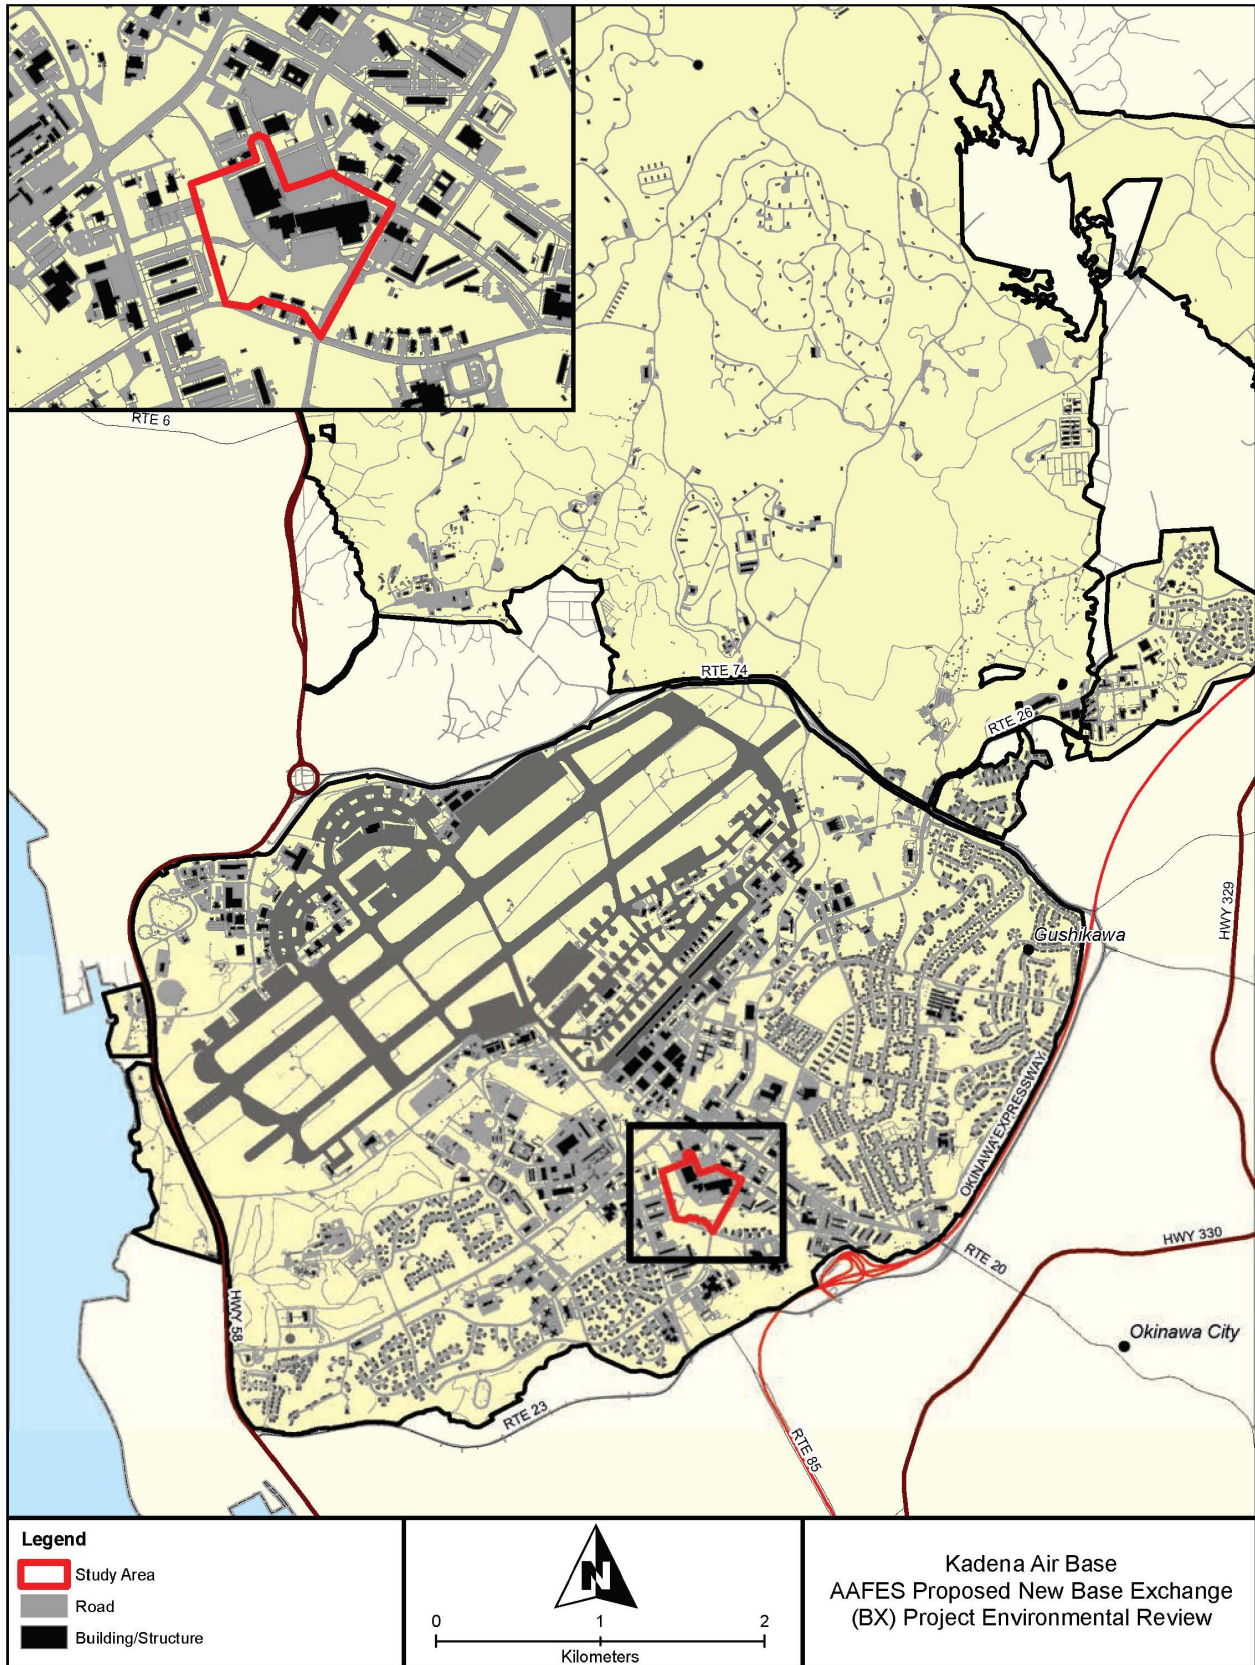 RTE 6
RTE 74
RTE 26
Gushikawa
HWY 329
OKINAWA EXPRESSWAY
HWY 330
RTE 20
HWY 58
Okinawa City
RTE 23
RTE 85
Legend
Study Area
Road
Building/Structure
N
0 1 2
Kilometers
Kadena Air Base
AAFES Proposed New Base Exchange
(BX) Project Environmental Review